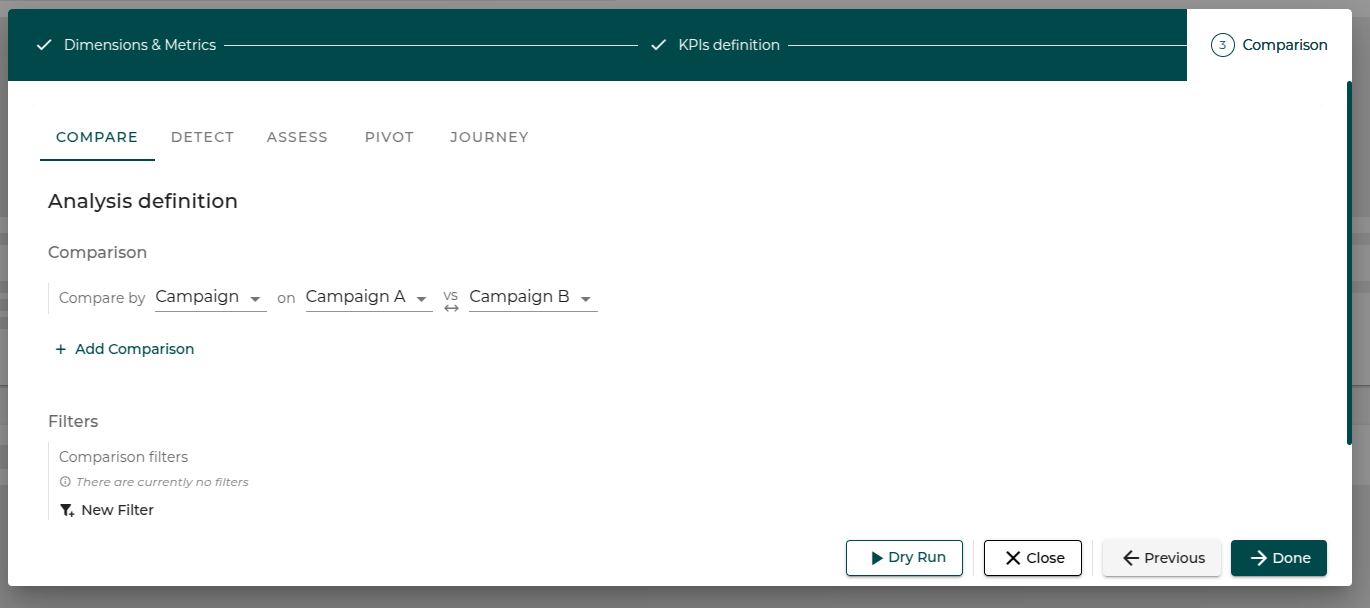 Dimensions & Metrics
KPIs definition
3 Comparison
COMPARE DETECT ASSESS PIVOT JOURNEY
Analysis definition
Comparison
Compare by Campaign on Campaign A vs Campaign B
+ Add Comparison
Filters
Comparison filters
There are currently no filters
New Filter
Dry Run Close Previous Done